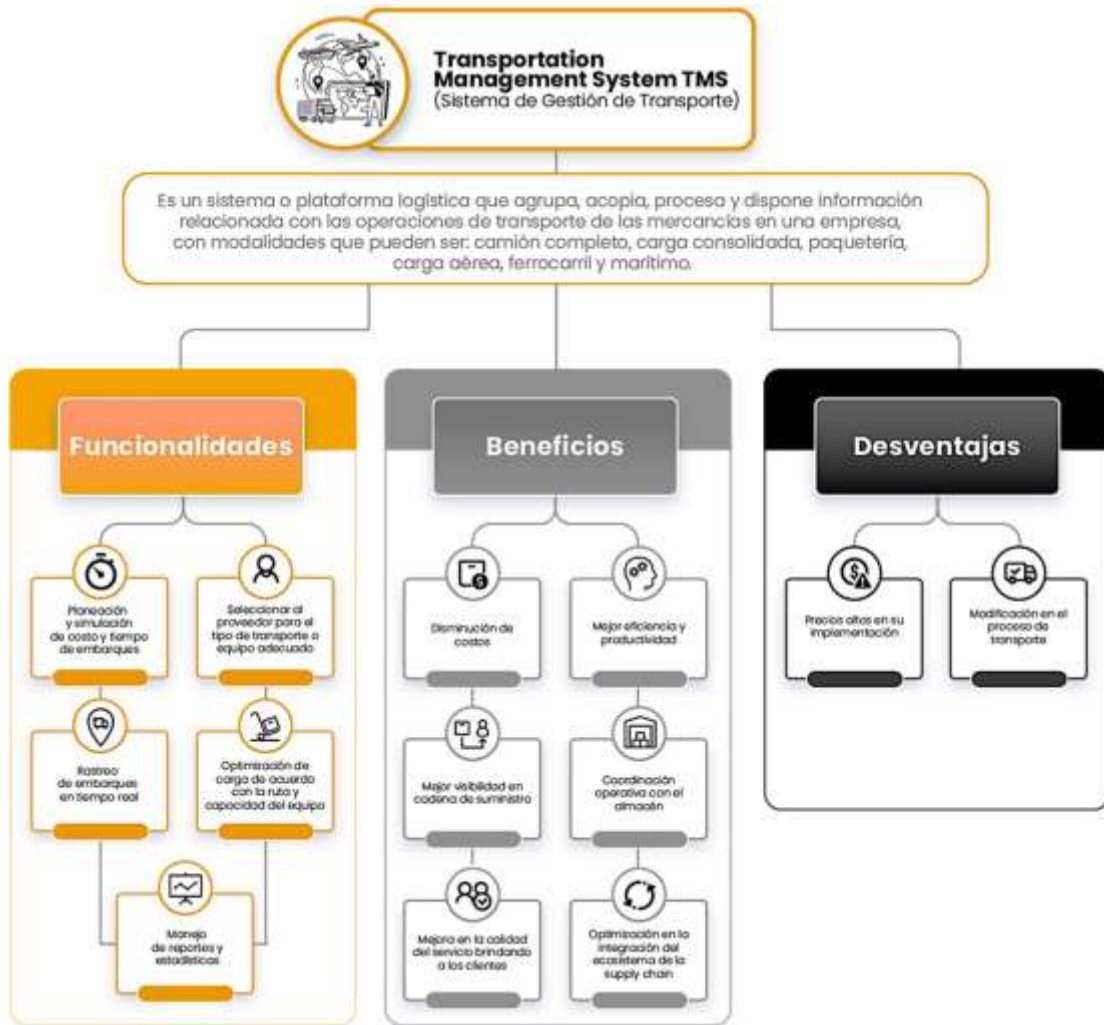 Transportation
Management System TMS
(Sistema de Gestión de Transporte)
Es un sistema o plataforma logística que agrupa, acopia, procesa y dispone información
relacionada con las operaciones de transporte de las mercancías en una empresa,
con modalidades que pueden ser: camión completo, carga consolidada, paquetería,
carga aérea, ferrocarril y marítimo.
Funcionalidades
Planeación
y simulación
de costo y tiempo
de embarques
Seleccionar al
proveedor para el
tipo de transporte o
equipo adecuado
Rastreo
de embarques
en tiempo real
Optimización de
carga de acuerdo
con la ruta y
capacidad del equipo
Manejo
de reportes y
estadísticas
Beneficios
Disminución de
costos
Mejor eficiencia y
productividad
Mejor visibilidad en
cadena de suministro
Coordinación
operativa con el
almacén
Mejora en la calidad
del servicio brindando
a los clientes
Optimización en la
integración del
ecosistema de la
supply chain
Desventajas
Precios altos en su
implementación
Modificación en el
proceso de
transporte